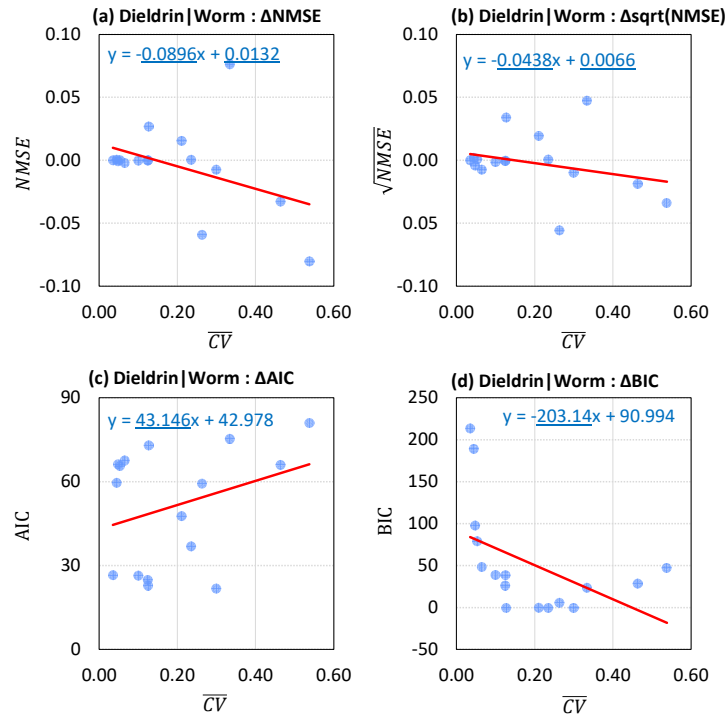 (a) Dieldrin|Worm : ΔNMSE
y = -0.0896x + 0.0132
0.10
0.05
0.00
-0.05
-0.10
NMSE
0.00 0.20 0.40 0.60
CV
(b) Dieldrin|Worm : Δsqrt(NMSE)
y = -0.0438x + 0.0066
0.10
0.05
0.00
-0.05
-0.10
√NMSE
0.00 0.20 0.40 0.60
CV
(c) Dieldrin|Worm : ΔAIC
y = 43.146x + 42.978
90
60
30
0
AIC
0.00 0.20 0.40 0.60
CV
(d) Dieldrin|Worm : ΔBIC
y = -203.14x + 90.994
250
200
150
100
50
0
-50
BIC
0.00 0.20 0.40 0.60
CV